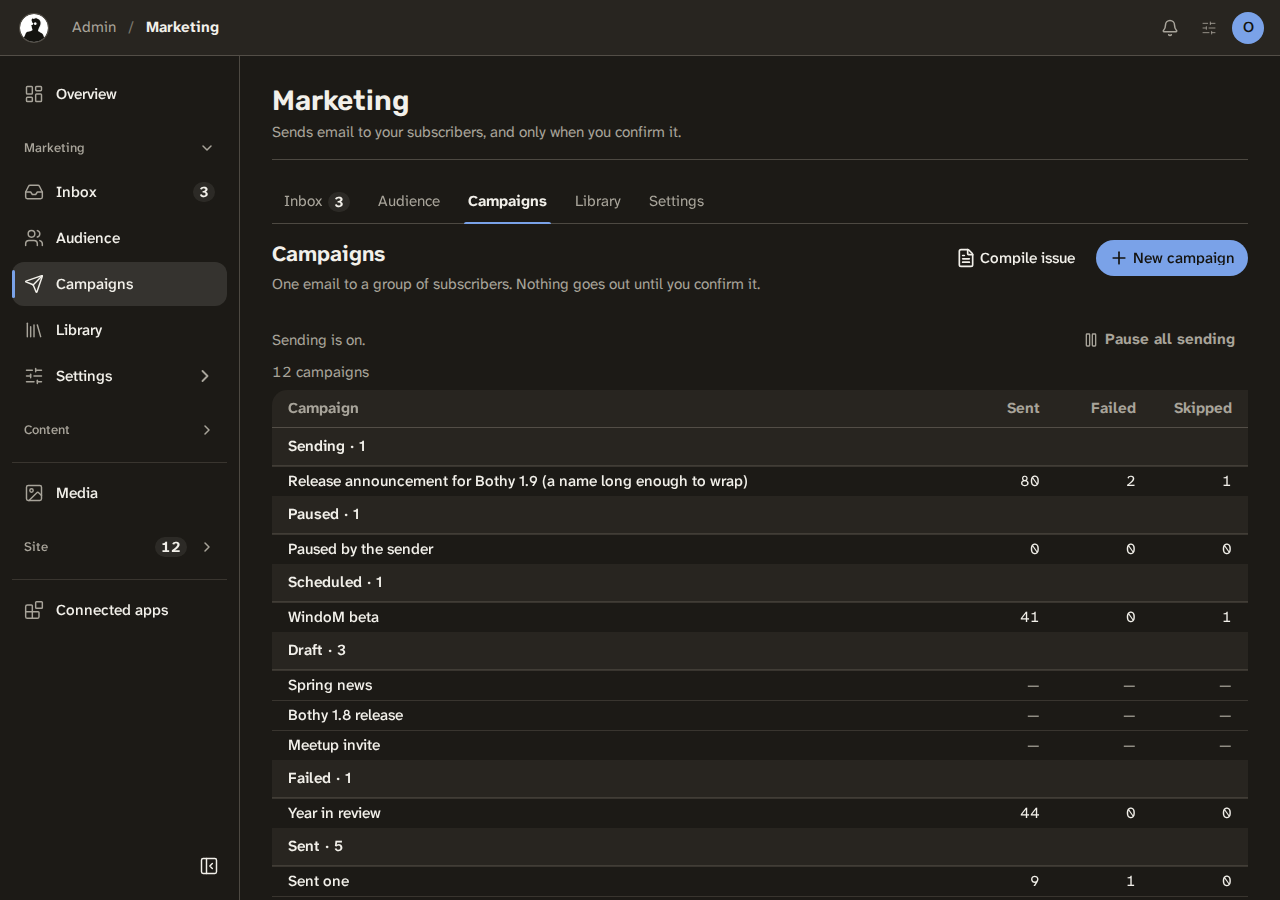 Admin / Marketing
O
Overview
Marketing
Inbox 3
Audience
Campaigns
Library
Settings
Content
Media
Site 12
Connected apps
Marketing
Sends email to your subscribers, and only when you confirm it.
Inbox 3 Audience Campaigns Library Settings
Campaigns
Compile issue
New campaign
One email to a group of subscribers. Nothing goes out until you confirm it.
Sending is on.
Pause all sending
12 campaigns
Campaign Sent Failed Skipped
Sending · 1
Release announcement for Bothy 1.9 (a name long enough to wrap) 80 2 1
Paused · 1
Paused by the sender 0 0 0
Scheduled · 1
WindoM beta 41 0 1
Draft · 3
Spring news — — —
Bothy 1.8 release — — —
Meetup invite — — —
Failed · 1
Year in review 44 0 0
Sent · 5
Sent one 9 1 0